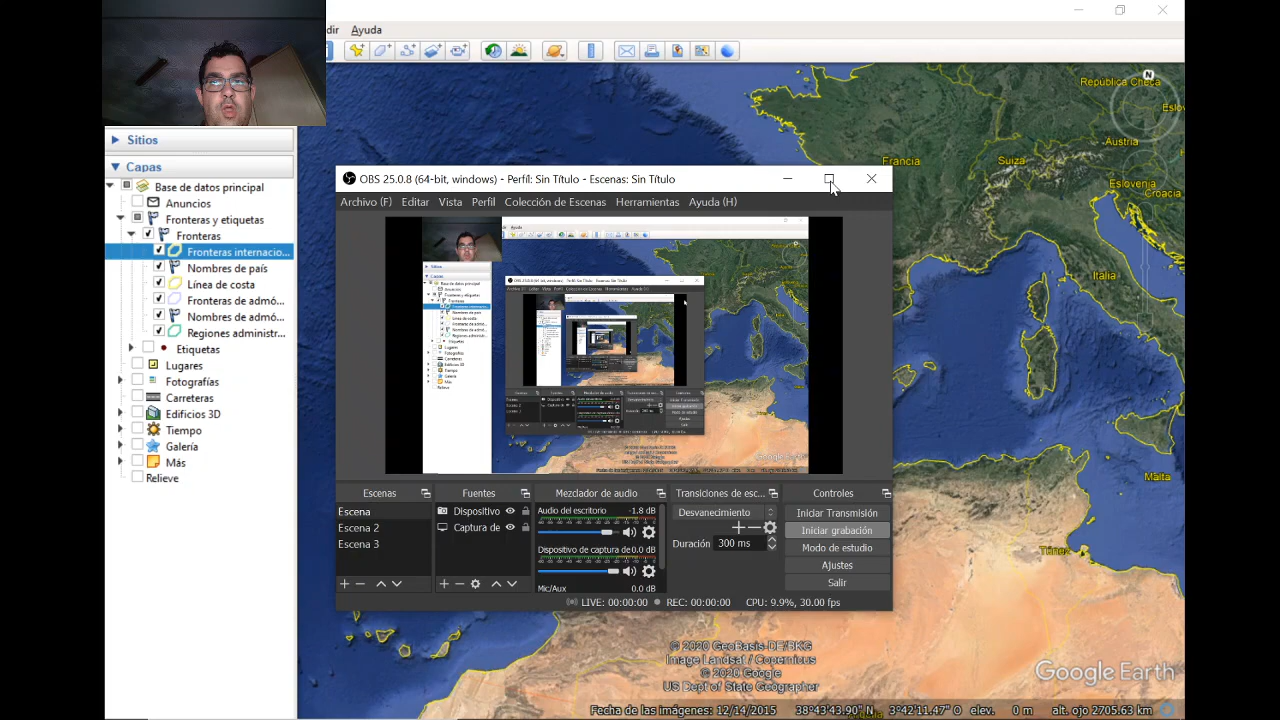 dir Ayuda
Sitios
Capas
Base de datos principal
Anuncios
Fronteras y etiquetas
Fronteras
Fronteras internacio...
Nombres de país
Línea de costa
Fronteras de admó...
Nombres de admó...
Regiones administr...
Etiquetas
Lugares
Fotografías
Carreteras
Edificios 3D
Tiempo
Galería
Más
Relieve
N
República Checa
Eslov
Austria
Francia
Suiza
Eslovenia
Croacia
Italia
Malta
Túnez
OBS 25.0.8 (64-bit, windows) - Perfil: Sin Título - Escenas: Sin Título
Archivo (F) Editar Vista Perfil Colección de Escenas Herramientas Ayuda (H)
Escenas
Escena
Escena 2
Escena 3
Fuentes
Dispositivo
Captura de
Mezclador de audio
Audio del escritorio -1.8 dB
Dispositivo de captura de 0.0 dB
Mic/Aux 0.0 dB
Transiciones de esc...
Desvanecimiento
Duración 300 ms
Controles
Iniciar Transmisión
Iniciar grabación
Modo de estudio
Ajustes
Salir
LIVE: 00:00:00 REC: 00:00:00 CPU: 9.9%, 30.00 fps
© 2020 GeoBasis-DE/BKG
Image Landsat / Copernicus
© 2020 Google
US Dept of State Geographer
Google Earth
Fecha de las imágenes: 12/14/2015 38°43'43.90" N 3°42'11.47" O elev. 0 m alt. ojo 2705.63 km